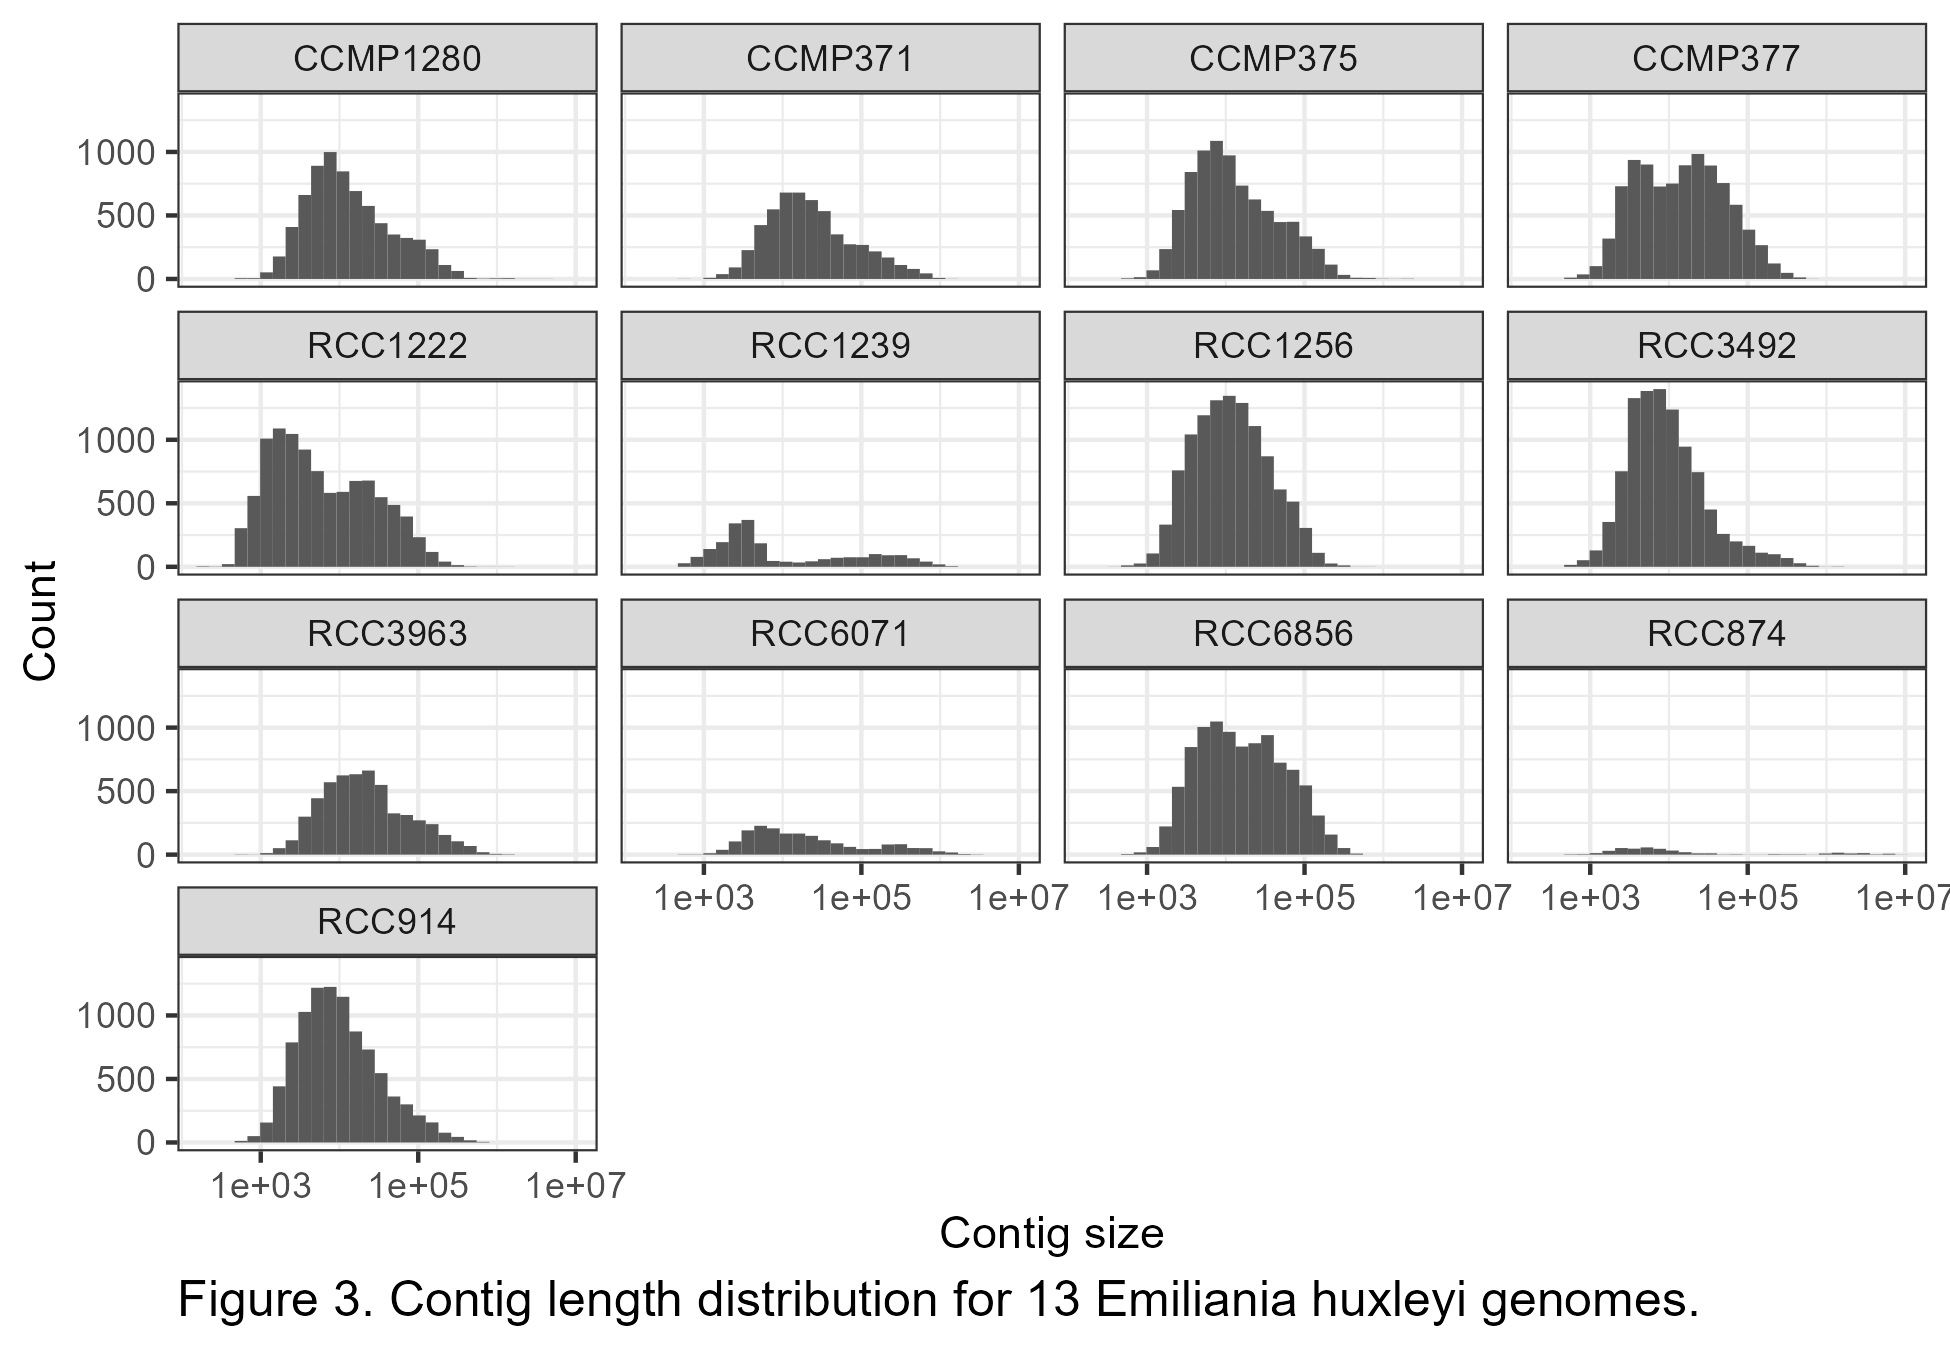 CCMP1280 CCMP371 CCMP375 CCMP377
1000
500
0
RCC1222 RCC1239 RCC1256 RCC3492
1000
500
0
RCC3963 RCC6071 RCC6856 RCC874
1000
500
0
1e+03 1e+05 1e+07 1e+03 1e+05 1e+07 1e+03 1e+05 1e+07
RCC914
1000
500
0
1e+03 1e+05 1e+07
Count
Contig size
Figure 3. Contig length distribution for 13 Emiliania huxleyi genomes.